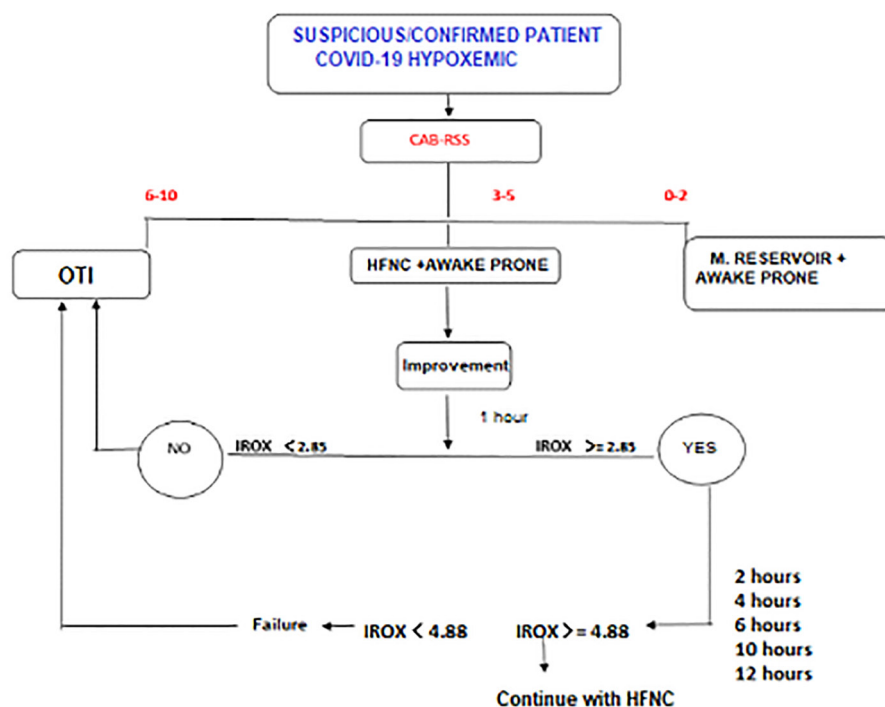 SUSPICIOUS/CONFIRMED PATIENT
COVID-19 HYPOXEMIC
CAB-RSS
6-10
3-5
0-2
OTI
HFNC +AWAKE PRONE
M. RESERVOIR +
AWAKE PRONE
Improvement
1 hour
NO
IROX < 2.85
IROX >= 2.85
YES
2 hours
4 hours
6 hours
10 hours
12 hours
Failure
IROX < 4.88
IROX >= 4.88
Continue with HFNC